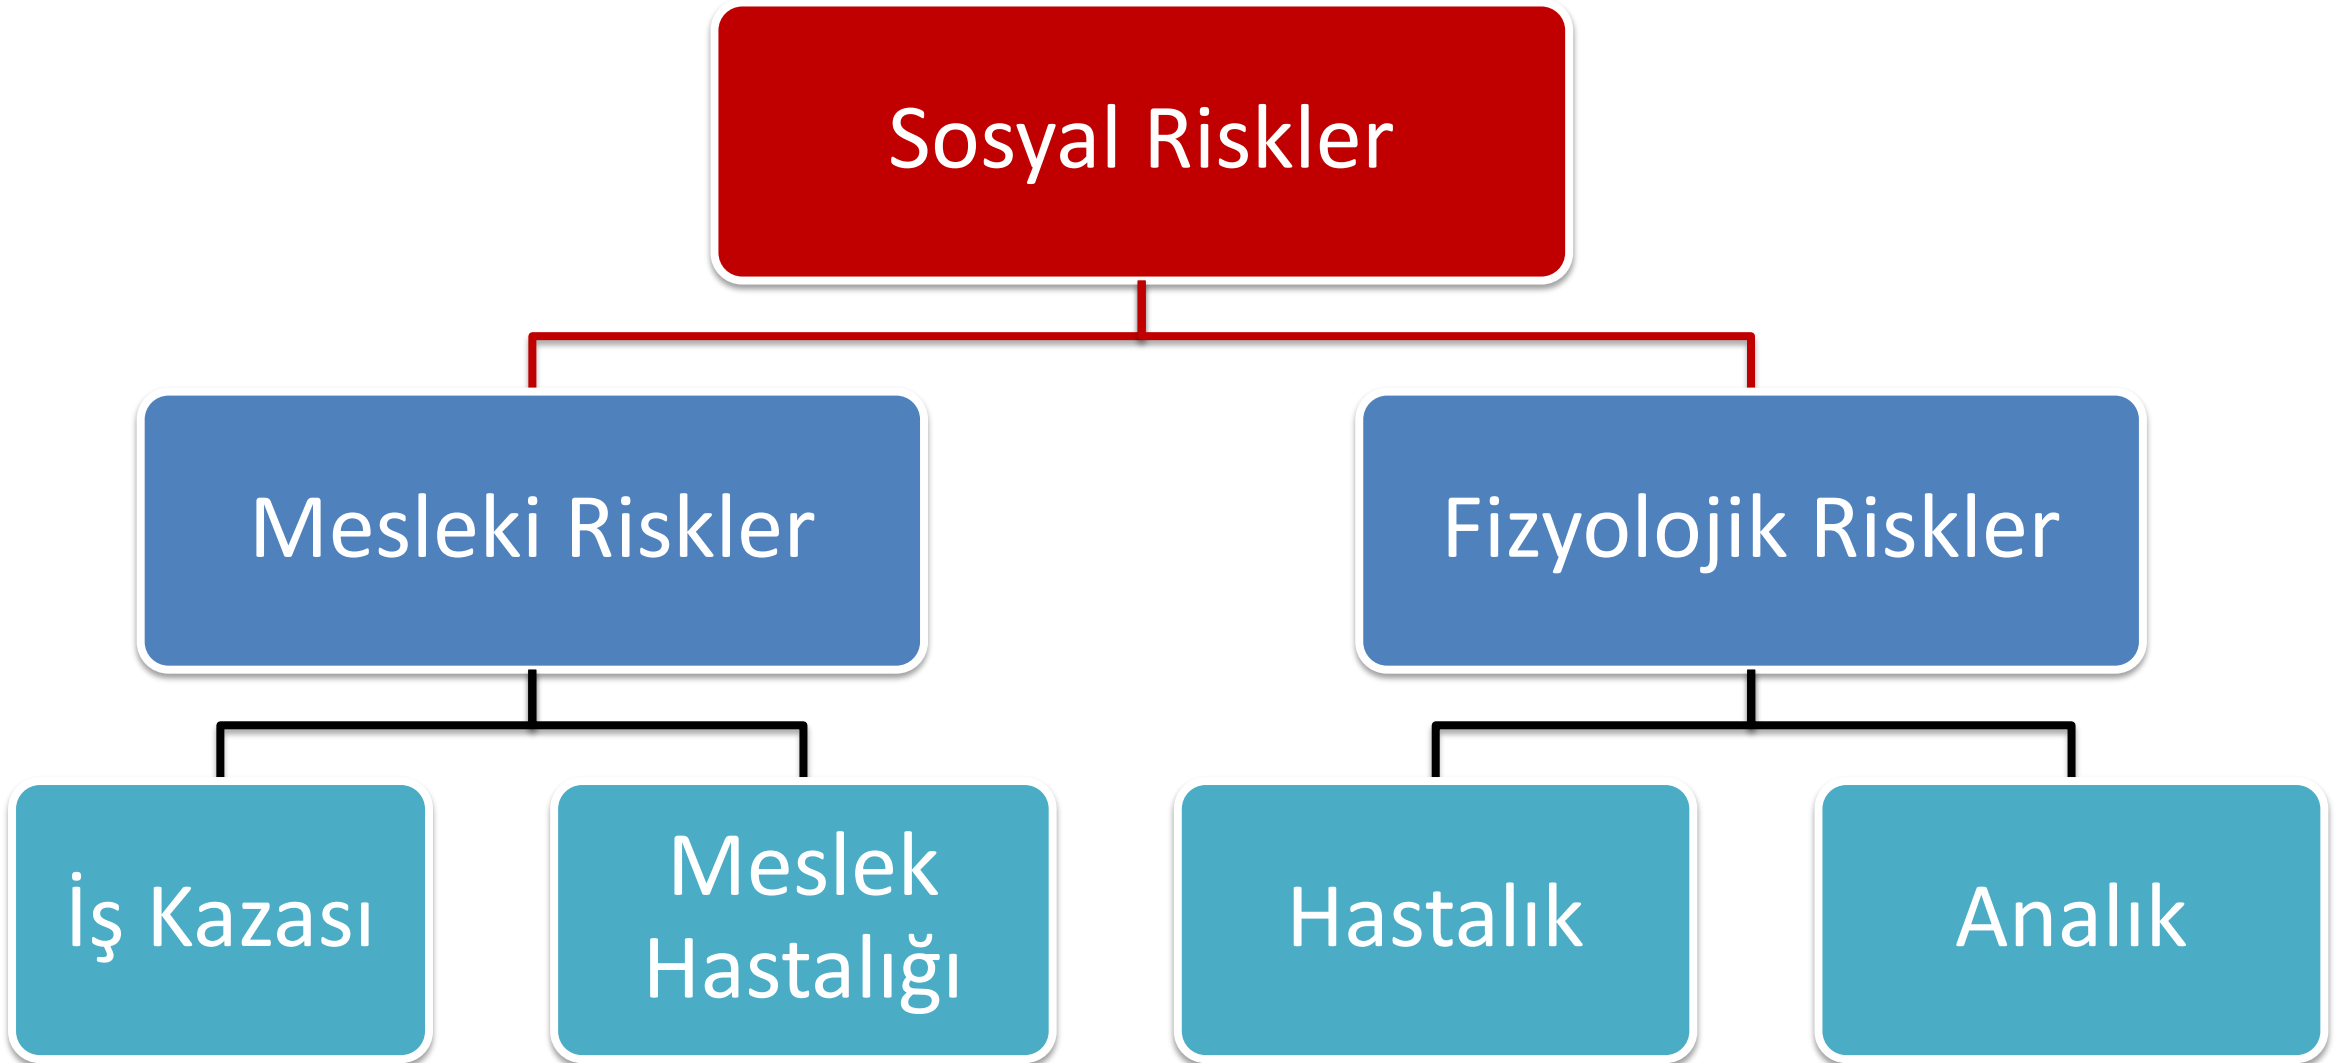 Sosyal Riskler
Mesleki Riskler
Fizyolojik Riskler
İş Kazası
Meslek
Hastalığı
Hastalık
Analık